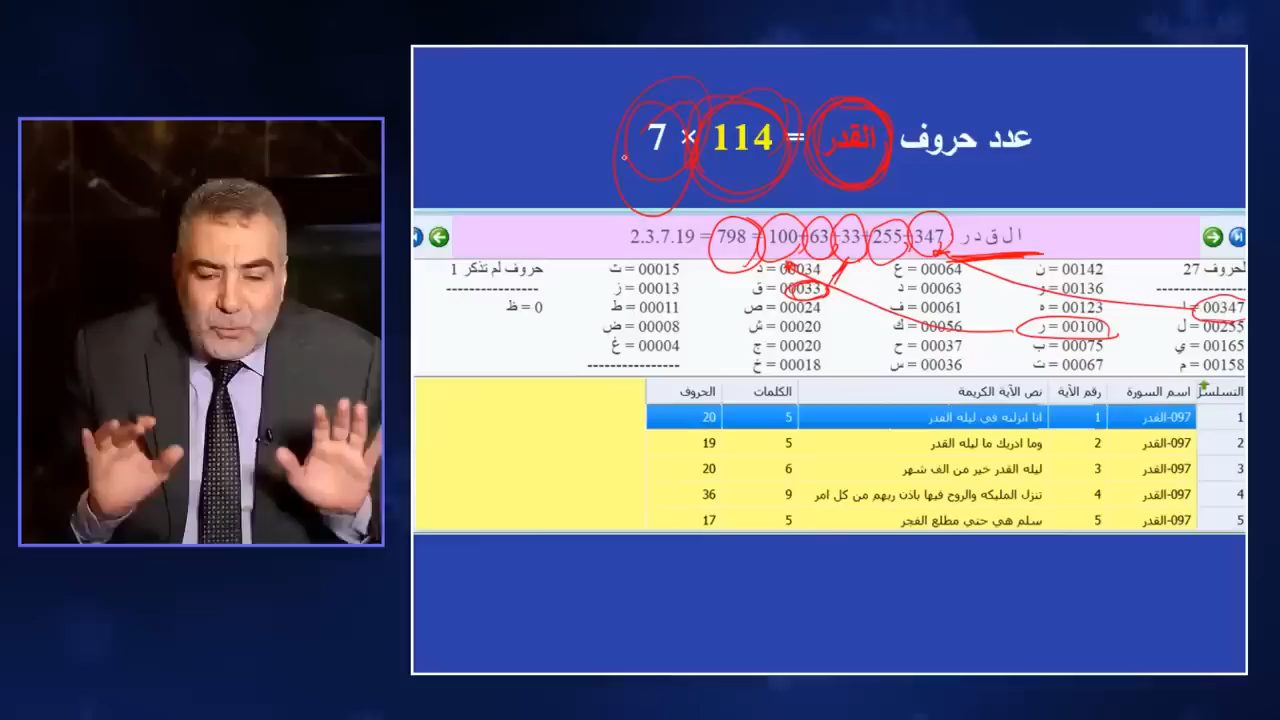 عدد حروف القدر = 114 × 7
ا ل ق د ر 347+255+33+63+100 = 798 = 2.3.7.19
لحروف 27 00142 = ن 00064 = ع 00034 = ذ 00015 = ث حروف لم تذكر 1
---------------- 00136 = و 00063 = د 00033 = ق 00013 = ز ----------------
00347 = ا 00123 = ه 00061 = ف 00024 = ص 00011 = ط 0 = ظ
00255 = ل 00100 = ر 00056 = ك 00020 = ش 00008 = ض
00165 = ي 00075 = ب 00037 = ح 00020 = ج 00004 = غ
00158 = م 00067 = ت 00036 = س 00018 = خ ----------------
التسلسل اسم السورة رقم الآية نص الآية الكريمة الكلمات الحروف
1 097-القدر 1 انا انزلنه في ليله القدر 5 20
2 097-القدر 2 وما ادريك ما ليله القدر 5 19
3 097-القدر 3 ليله القدر خير من الف شهر 6 20
4 097-القدر 4 تنزل المليكه والروح فيها باذن ربهم من كل امر 9 36
5 097-القدر 5 سلم هي حتي مطلع الفجر 5 17